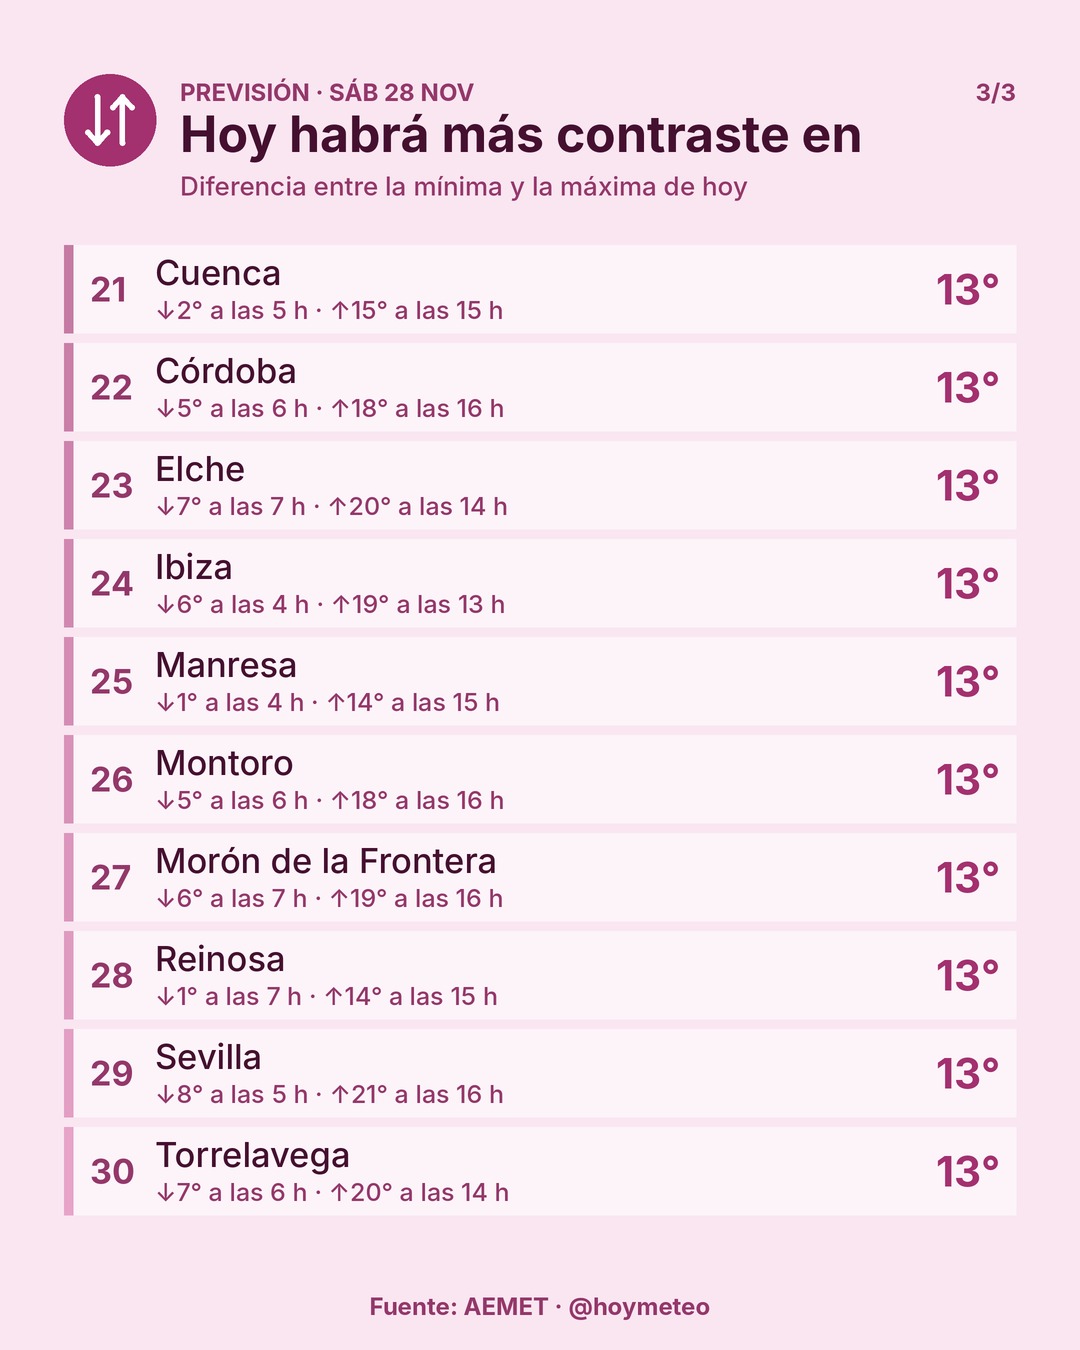 PREVISIÓN · SÁB 28 NOV
3/3
Hoy habrá más contraste en
Diferencia entre la mínima y la máxima de hoy
21
Cuenca
↓2° a las 5 h · ↑15° a las 15 h
13°
22
Córdoba
↓5° a las 6 h · ↑18° a las 16 h
13°
23
Elche
↓7° a las 7 h · ↑20° a las 14 h
13°
24
Ibiza
↓6° a las 4 h · ↑19° a las 13 h
13°
25
Manresa
↓1° a las 4 h · ↑14° a las 15 h
13°
26
Montoro
↓5° a las 6 h · ↑18° a las 16 h
13°
27
Morón de la Frontera
↓6° a las 7 h · ↑19° a las 16 h
13°
28
Reinosa
↓1° a las 7 h · ↑14° a las 15 h
13°
29
Sevilla
↓8° a las 5 h · ↑21° a las 16 h
13°
30
Torrelavega
↓7° a las 6 h · ↑20° a las 14 h
13°
Fuente: AEMET · @hoymeteo